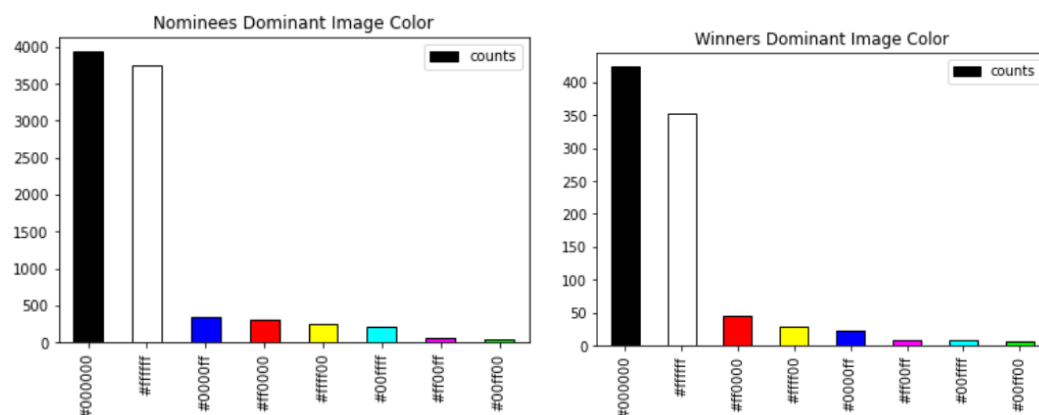 Nominees Dominant Image Color
counts
4000
3500
3000
2500
2000
1500
1000
500
0
#000000
#ffffff
#0000ff
#ff0000
#ffff00
#00ffff
#ff00ff
#00ff00
Winners Dominant Image Color
counts
400
350
300
250
200
150
100
50
0
#000000
#ffffff
#ff0000
#ffff00
#0000ff
#ff00ff
#00ffff
#00ff00